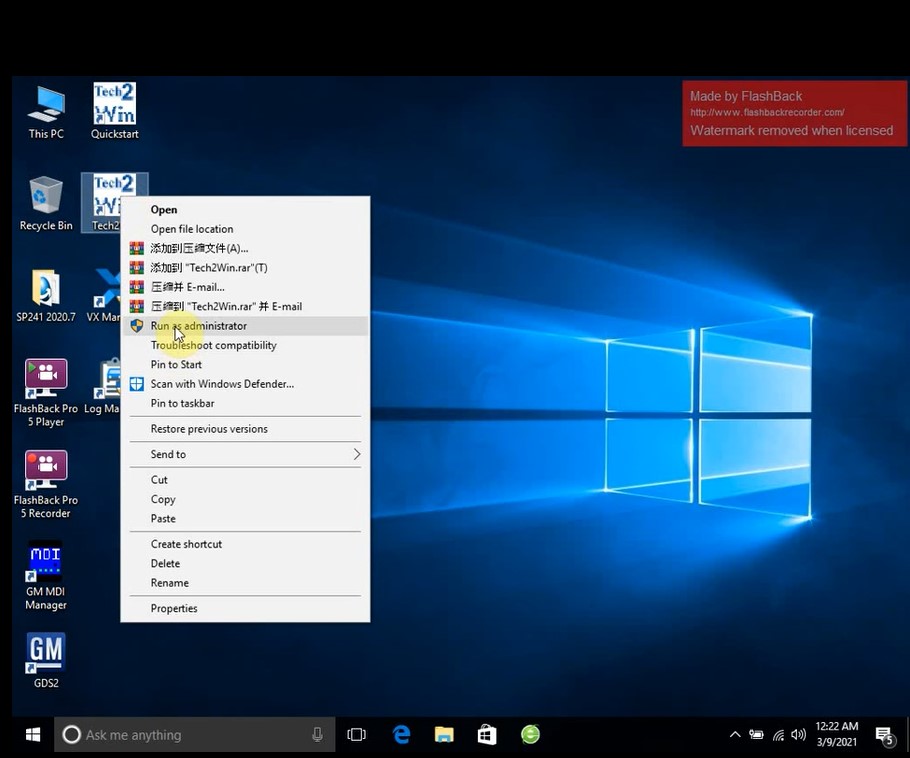 Made by FlashBack
http://www.flashbackrecorder.com/
Watermark removed when licensed
This PC
Tech2
Win
Quickstart
Recycle Bin
Tech2
SP241 2020.7
VX Man
FlashBack Pro
5 Player
Log Ma
FlashBack Pro
5 Recorder
MDI
GM MDI
Manager
GM
GDS2
Open
Open file location
添加到压缩文件(A)...
添加到 "Tech2Win.rar"(T)
压缩并 E-mail...
压缩到 "Tech2Win.rar" 并 E-mail
Run as administrator
Troubleshoot compatibility
Pin to Start
Scan with Windows Defender...
Pin to taskbar
Restore previous versions
Send to
Cut
Copy
Paste
Create shortcut
Delete
Rename
Properties
Ask me anything
12:22 AM
3/9/2021
5